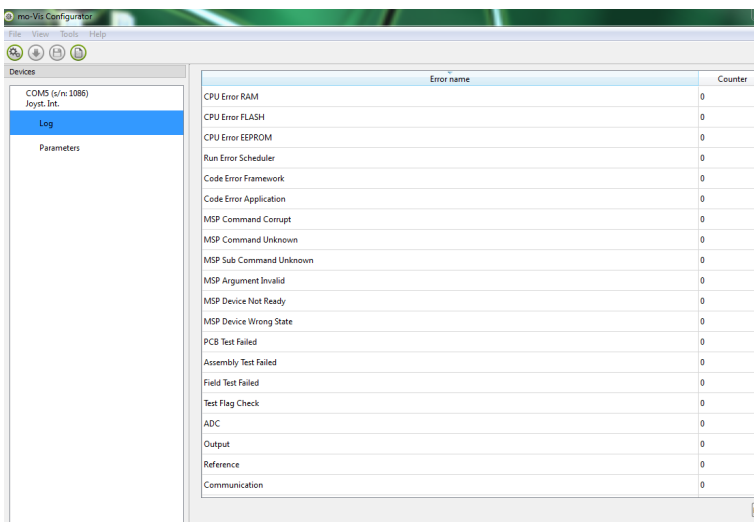 mo-Vis Configurator
File View Tools Help
Devices
COM5 (s/n: 1086)
Joyst. Int.
Log
Parameters
Error name Counter
CPU Error RAM 0
CPU Error FLASH 0
CPU Error EEPROM 0
Run Error Scheduler 0
Code Error Framework 0
Code Error Application 0
MSP Command Corrupt 0
MSP Command Unknown 0
MSP Sub Command Unknown 0
MSP Argument Invalid 0
MSP Device Not Ready 0
MSP Device Wrong State 0
PCB Test Failed 0
Assembly Test Failed 0
Field Test Failed 0
Test Flag Check 0
ADC 0
Output 0
Reference 0
Communication 0